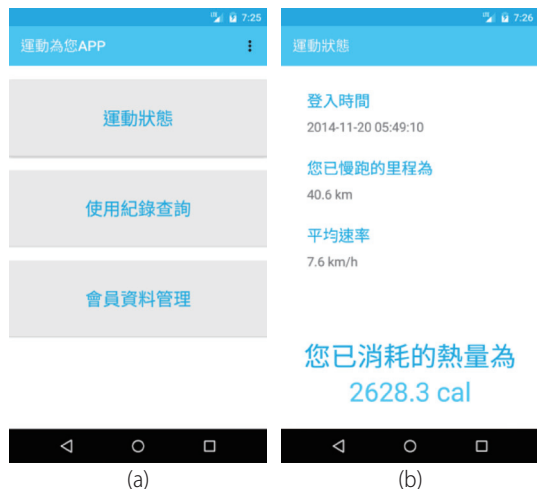 7:25
運動為您APP
運動狀態
使用紀錄查詢
會員資料管理
(a)
7:26
運動狀態
登入時間
2014-11-20 05:49:10
您已慢跑的里程為
40.6 km
平均速率
7.6 km/h
您已消耗的熱量為
2628.3 cal
(b)